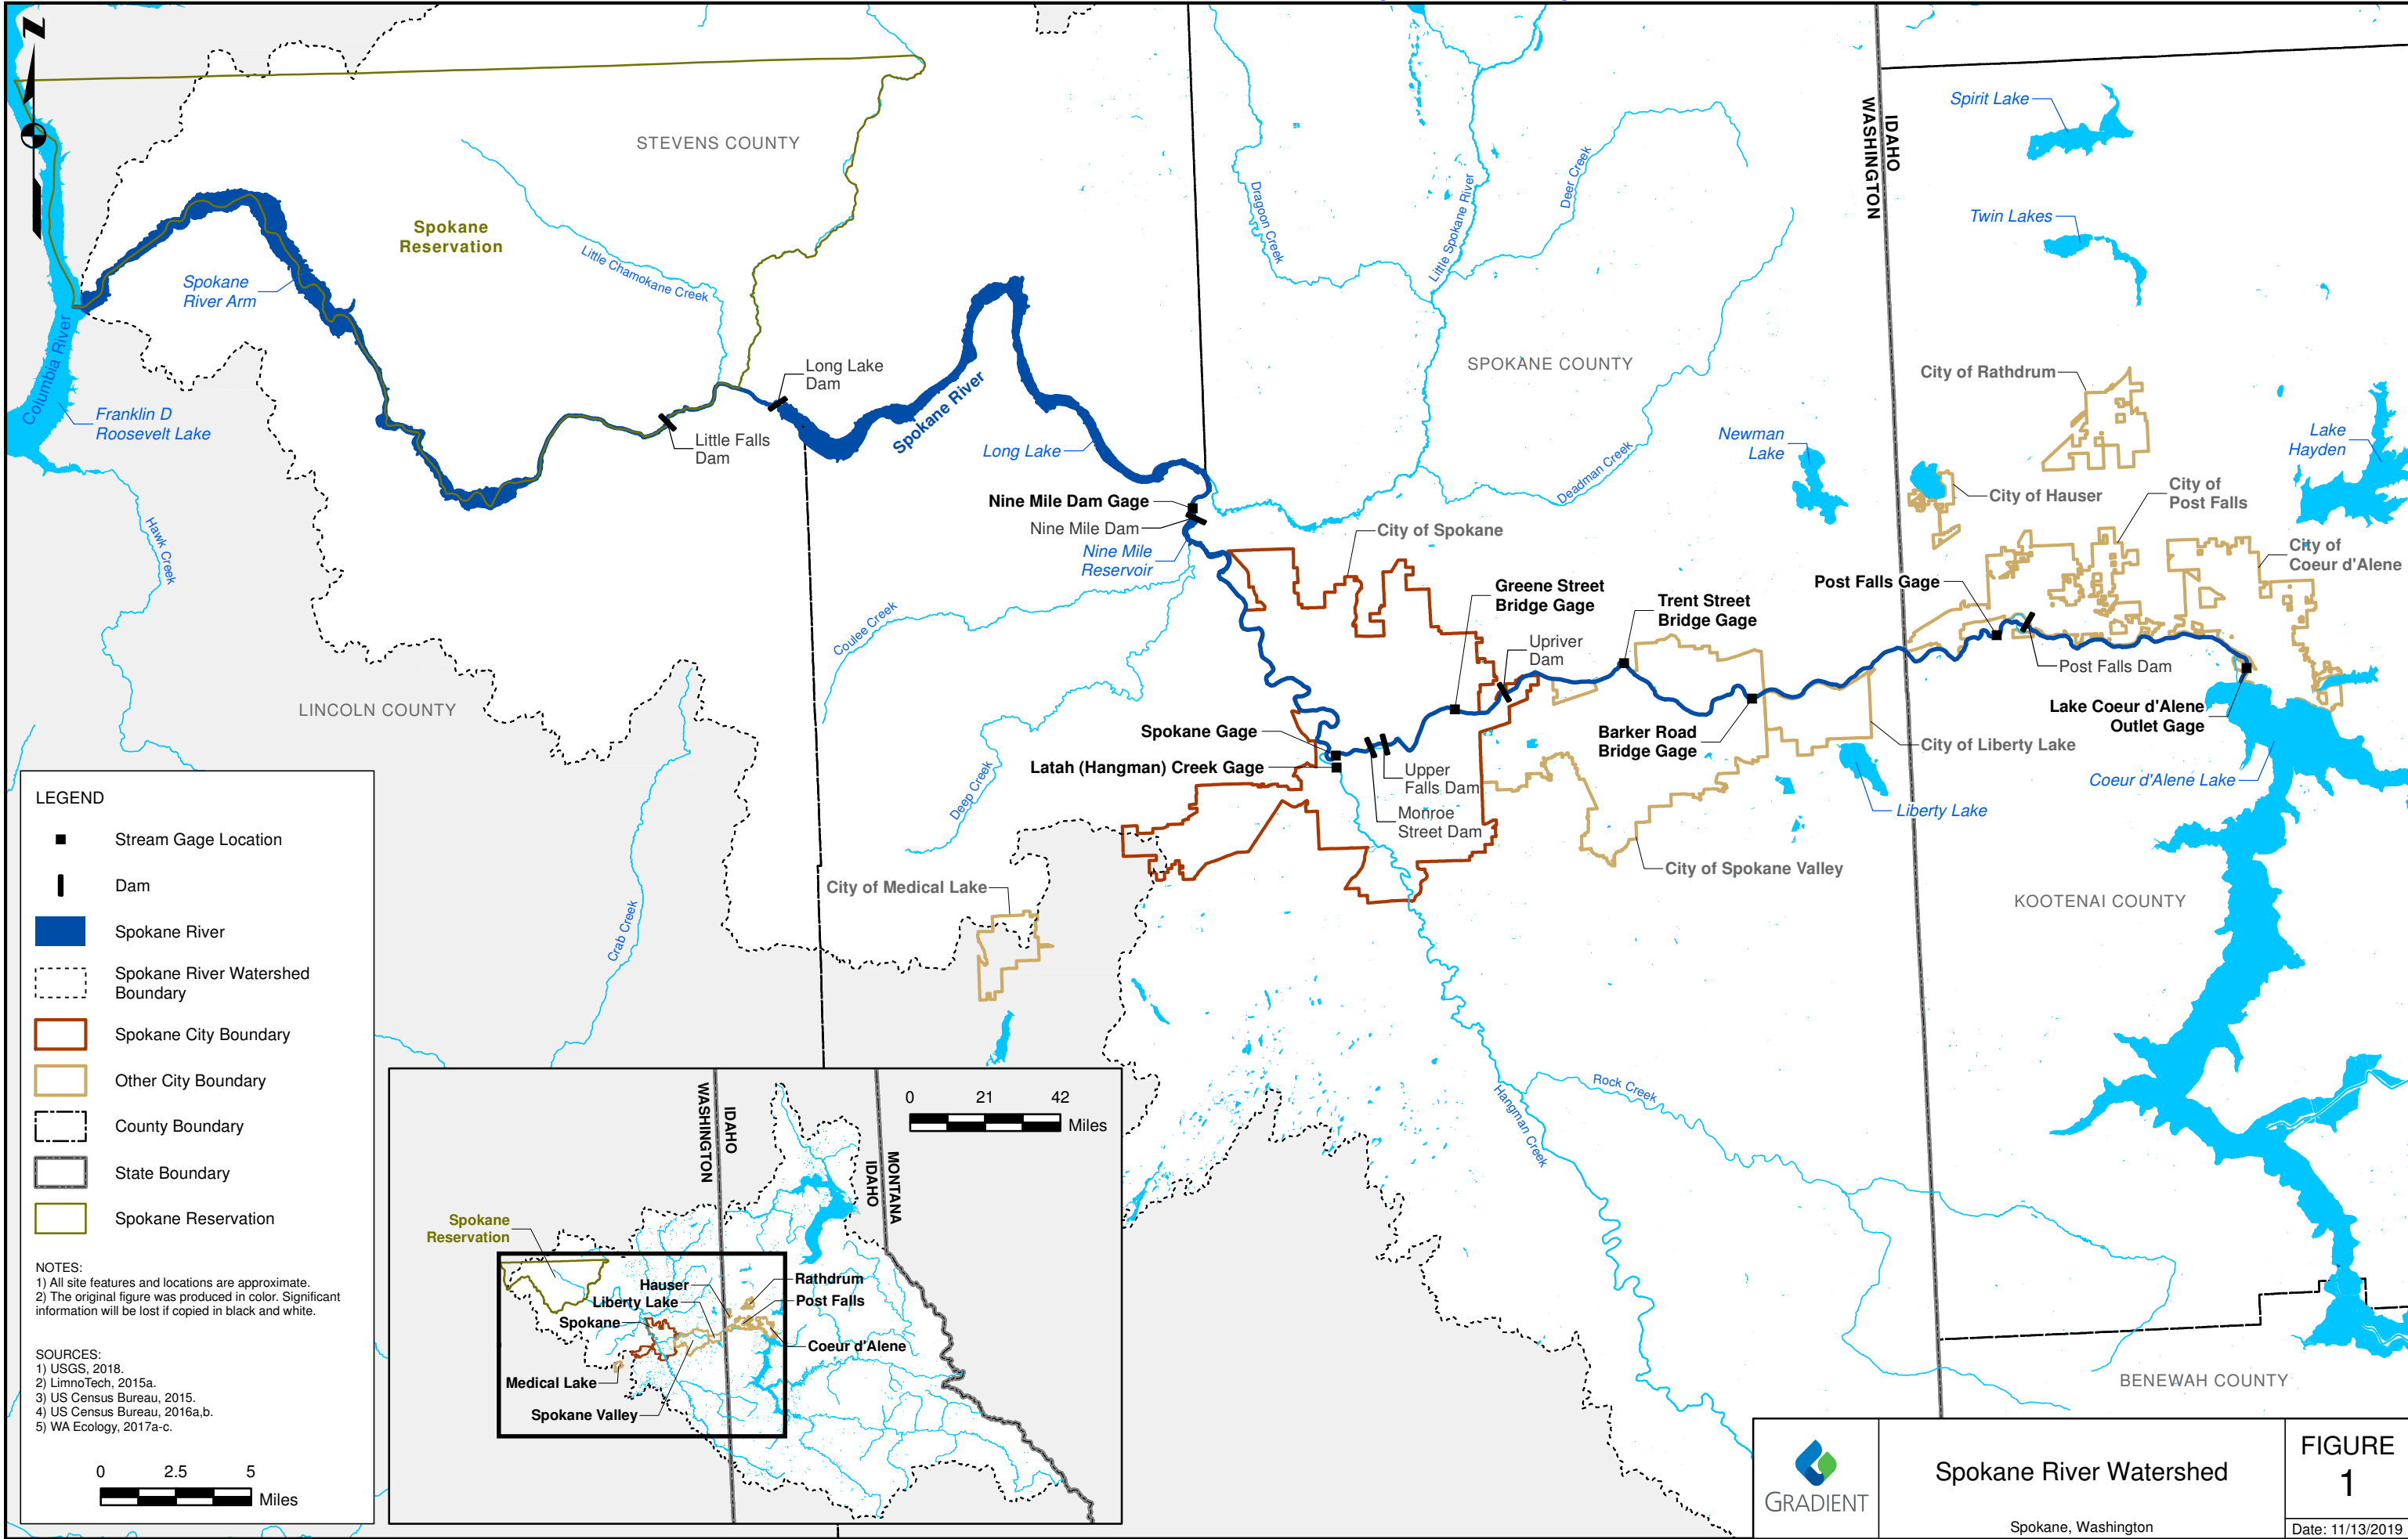 Z
STEVENS COUNTY
Spokane
Reservation
Little Chamokane Creek
Spokane
River Arm
Columbia River
Franklin D
Roosevelt Lake
Hawk Creek
Long Lake
Dam
Little Falls
Dam
Spokane River
Long Lake
Dragoon Creek
Little Spokane River
Deer Creek
SPOKANE COUNTY
Deadman Creek
WASHINGTON
IDAHO
Spirit Lake
Twin Lakes
City of Rathdrum
Newman
Lake
Lake
Hayden
City of Hauser
City of
Post Falls
City of
Coeur d'Alene
Nine Mile Dam Gage
Nine Mile Dam
Nine Mile
Reservoir
City of Spokane
Greene Street
Bridge Gage
Trent Street
Bridge Gage
Upriver
Dam
Post Falls Gage
Post Falls Dam
Lake Coeur d'Alene
Outlet Gage
Coulee Creek
Deep Creek
Spokane Gage
Latah (Hangman) Creek Gage
Upper
Falls Dam
Monroe
Street Dam
Barker Road
Bridge Gage
City of Liberty Lake
Liberty Lake
Coeur d'Alene Lake
City of Spokane Valley
KOOTENAI COUNTY
LINCOLN COUNTY
Crab Creek
City of Medical Lake
Hangman Creek
Rock Creek
BENEWAH COUNTY
LEGEND
Stream Gage Location
Dam
Spokane River
Spokane River Watershed
Boundary
Spokane City Boundary
Other City Boundary
County Boundary
State Boundary
Spokane Reservation
NOTES:
1) All site features and locations are approximate.
2) The original figure was produced in color. Significant
information will be lost if copied in black and white.
SOURCES:
1) USGS, 2018.
2) LimnoTech, 2015a.
3) US Census Bureau, 2015.
4) US Census Bureau, 2016a,b.
5) WA Ecology, 2017a-c.
0 2.5 5
Miles
WASHINGTON
IDAHO
0 21 42
Miles
IDAHO
MONTANA
Spokane
Reservation
Hauser
Liberty Lake
Spokane
Medical Lake
Spokane Valley
Rathdrum
Post Falls
Coeur d'Alene
GRADIENT
Spokane River Watershed
Spokane, Washington
FIGURE
1
Date: 11/13/2019